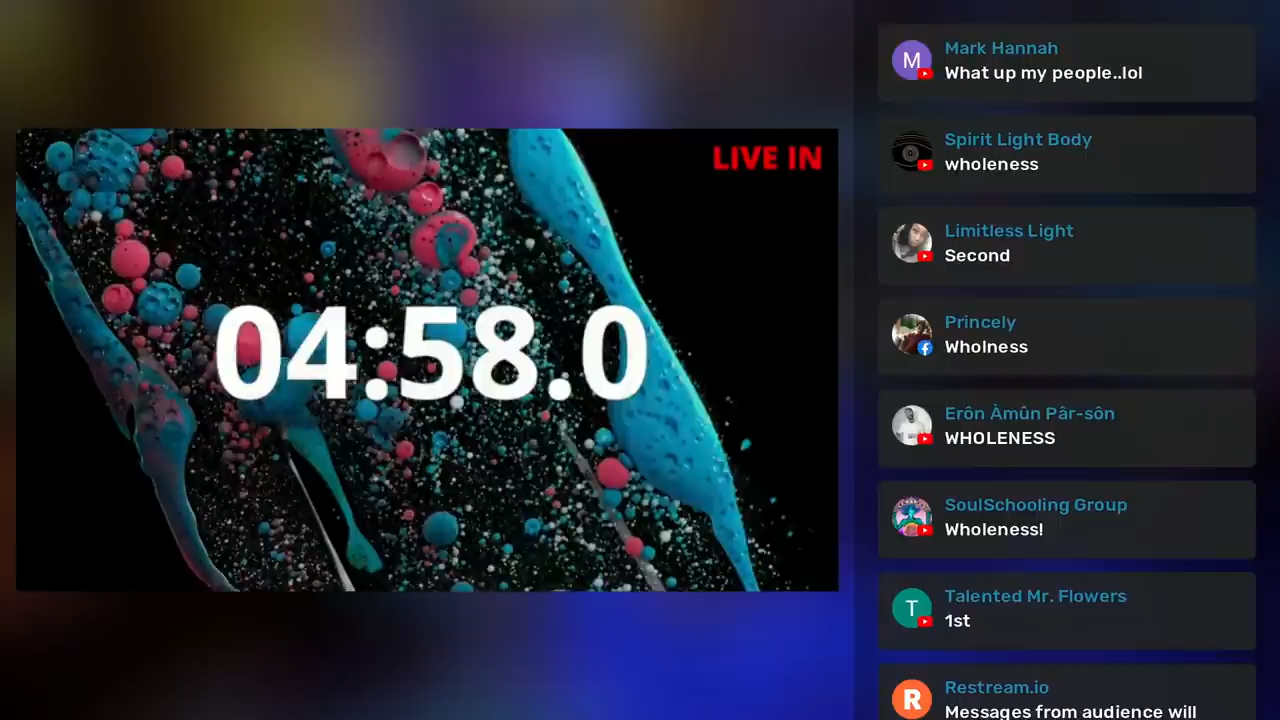 LIVE IN
04:58.0
M
Mark Hannah
What up my people..lol
Spirit Light Body
wholeness
Limitless Light
Second
Princely
Wholness
Erôn Àmûn Pâr-sôn
WHOLENESS
SoulSchooling Group
Wholeness!
T
Talented Mr. Flowers
1st
R
Restream.io
Messages from audience will